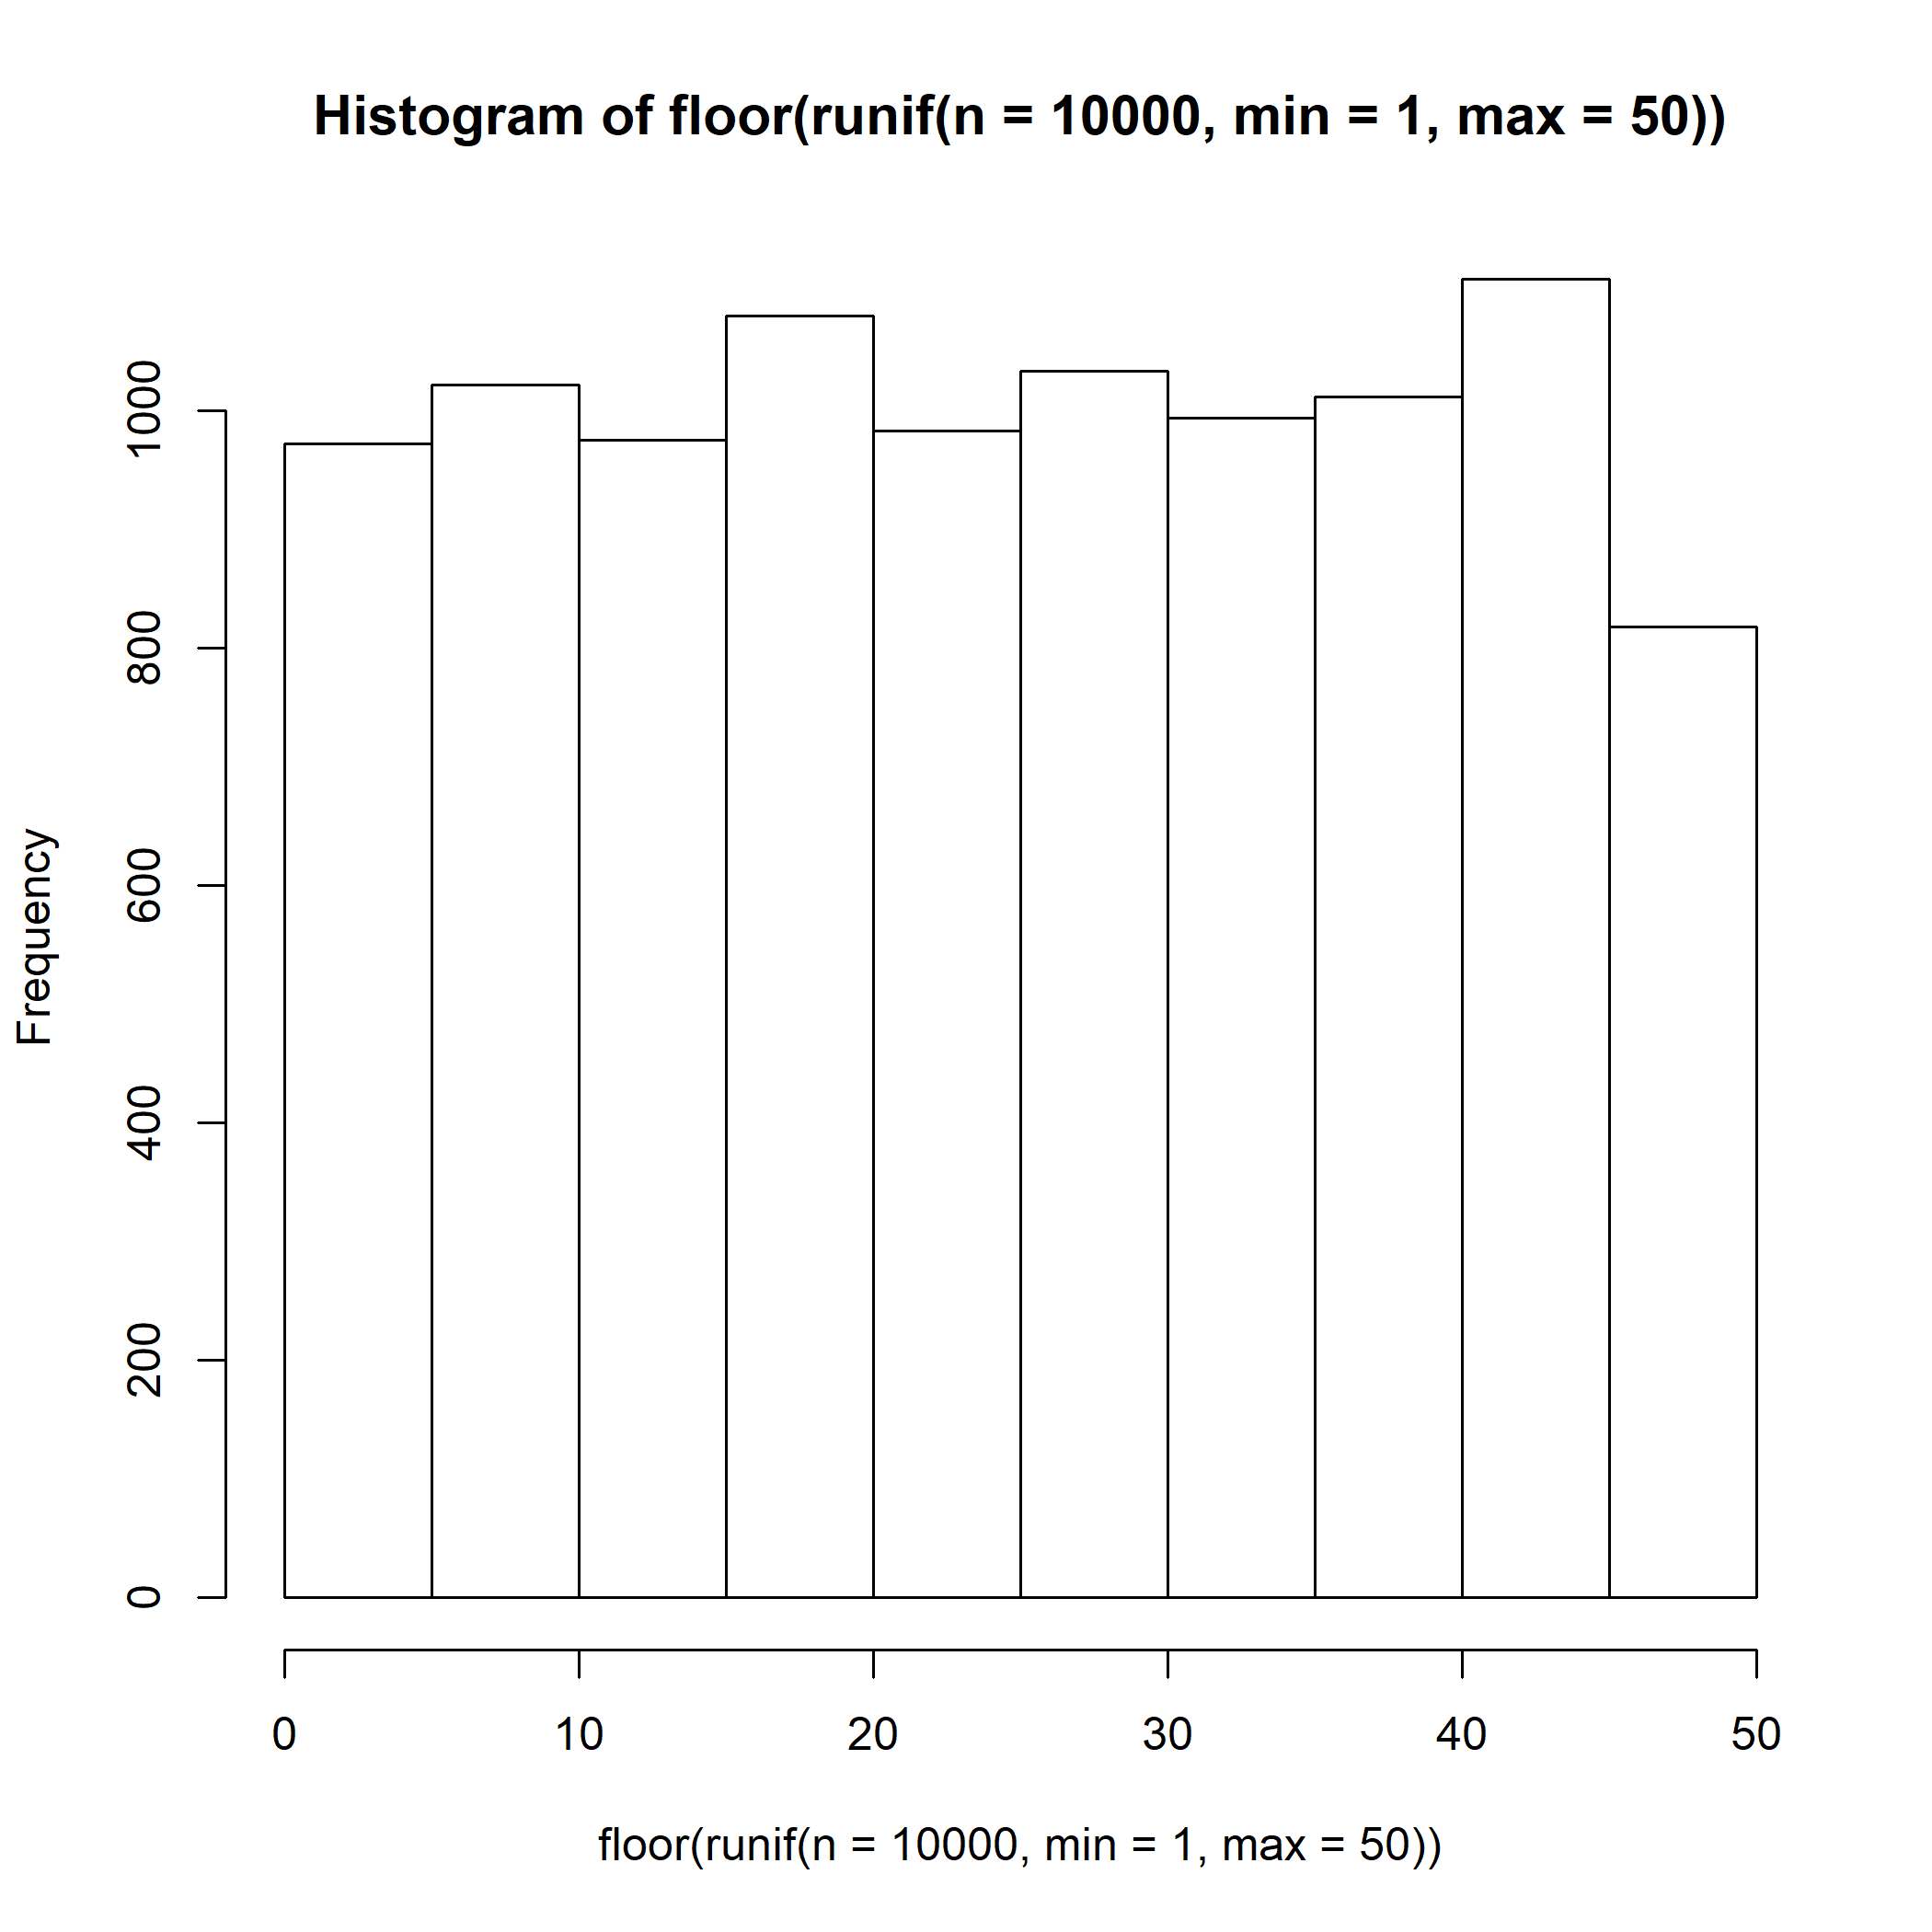 Histogram of floor(runif(n = 10000, min = 1, max = 50))
Frequency
1000
800
600
400
200
0
0 10 20 30 40 50
floor(runif(n = 10000, min = 1, max = 50))